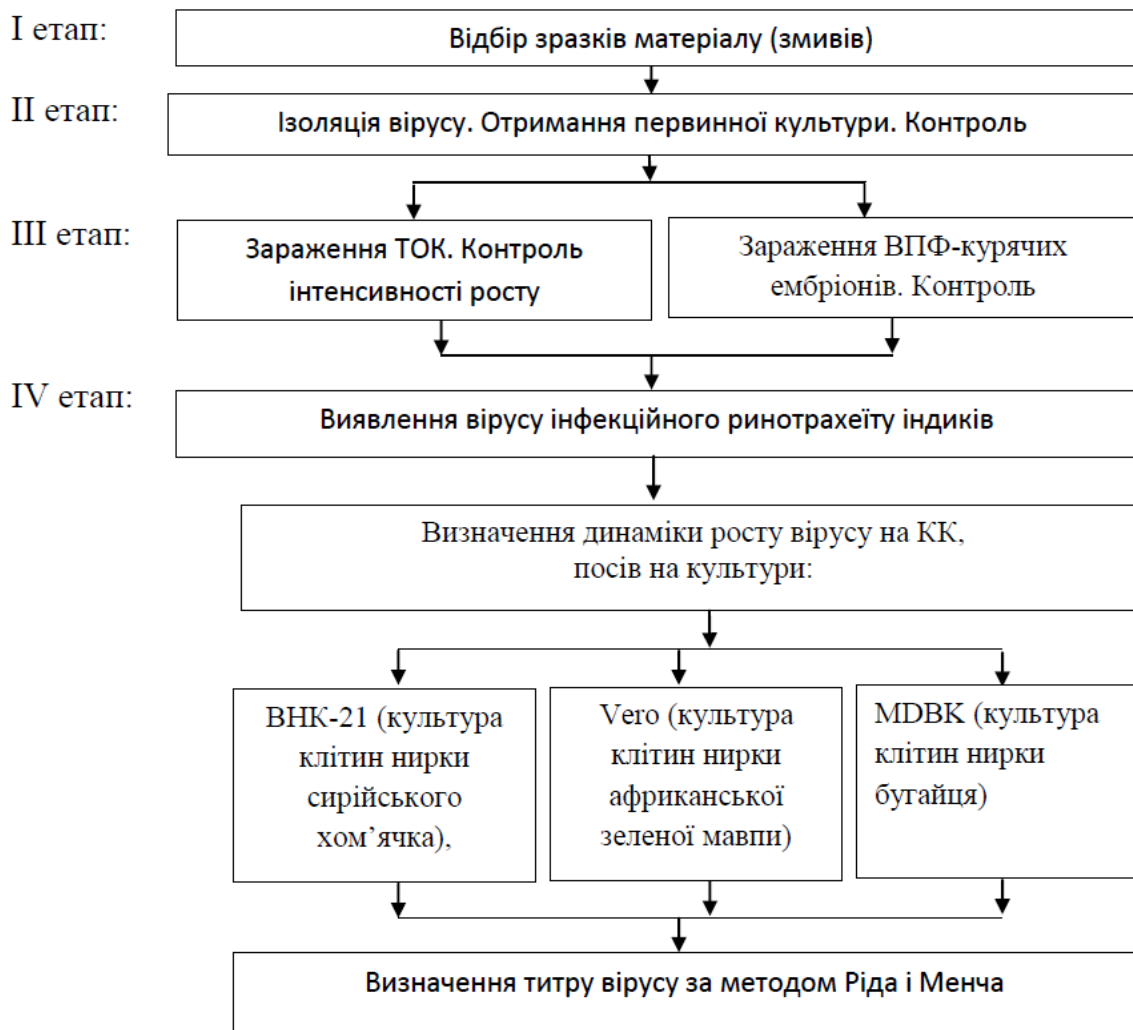 І етап:
Відбір зразків матеріалу (змивів)
ІІ етап:
Ізоляція вірусу. Отримання первинної культури. Контроль
ІІІ етап:
Зараження ТОК. Контроль
інтенсивності росту
Зараження ВПФ-курячих
ембріонів. Контроль
IV етап:
Виявлення вірусу інфекційного ринотрахеїту індиків
Визначення динаміки росту вірусу на КК,
посів на культури:
ВНК-21 (культура
клітин нирки
сирійського
хом’ячка),
Vero (культура
клітин нирки
африканської
зеленої мавпи)
MDBK (культура
клітин нирки
бугайця)
Визначення титру вірусу за методом Ріда і Менча